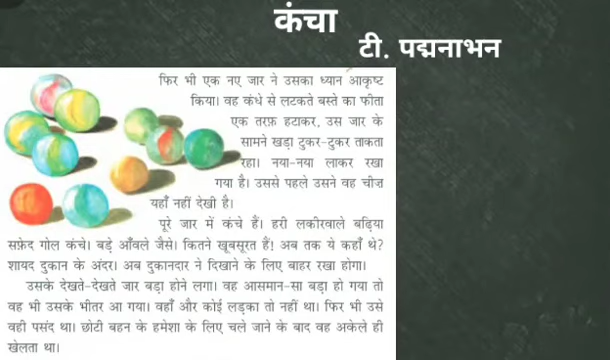 कंचा
टी. पद्मनाभन
फिर भी एक नए जार ने उसका ध्यान आकृष्ट
किया। वह कंधे से लटकते बस्ते का फीता
एक तरफ़ हटाकर, उस जार के
सामने खड़ा टुकर-टुकर ताकता
रहा। नया-नया लाकर रखा
गया है। उससे पहले उसने वह चीज़
यहाँ नहीं देखी है।
पूरे जार में कंचे हैं। हरी लकीरवाले बढ़िया
सफ़ेद गोल कंचे। बड़े आँवले जैसे। कितने खूबसूरत हैं! अब तक ये कहाँ थे?
शायद दुकान के अंदर। अब दुकानदार ने दिखाने के लिए बाहर रखा होगा।
उसके देखते-देखते जार बड़ा होने लगा। वह आसमान-सा बड़ा हो गया तो
वह भी उसके भीतर आ गया। वहाँ और कोई लड़का तो नहीं था। फिर भी उसे
वही पसंद था। छोटी बहन के हमेशा के लिए चले जाने के बाद वह अकेले ही
खेलता था।